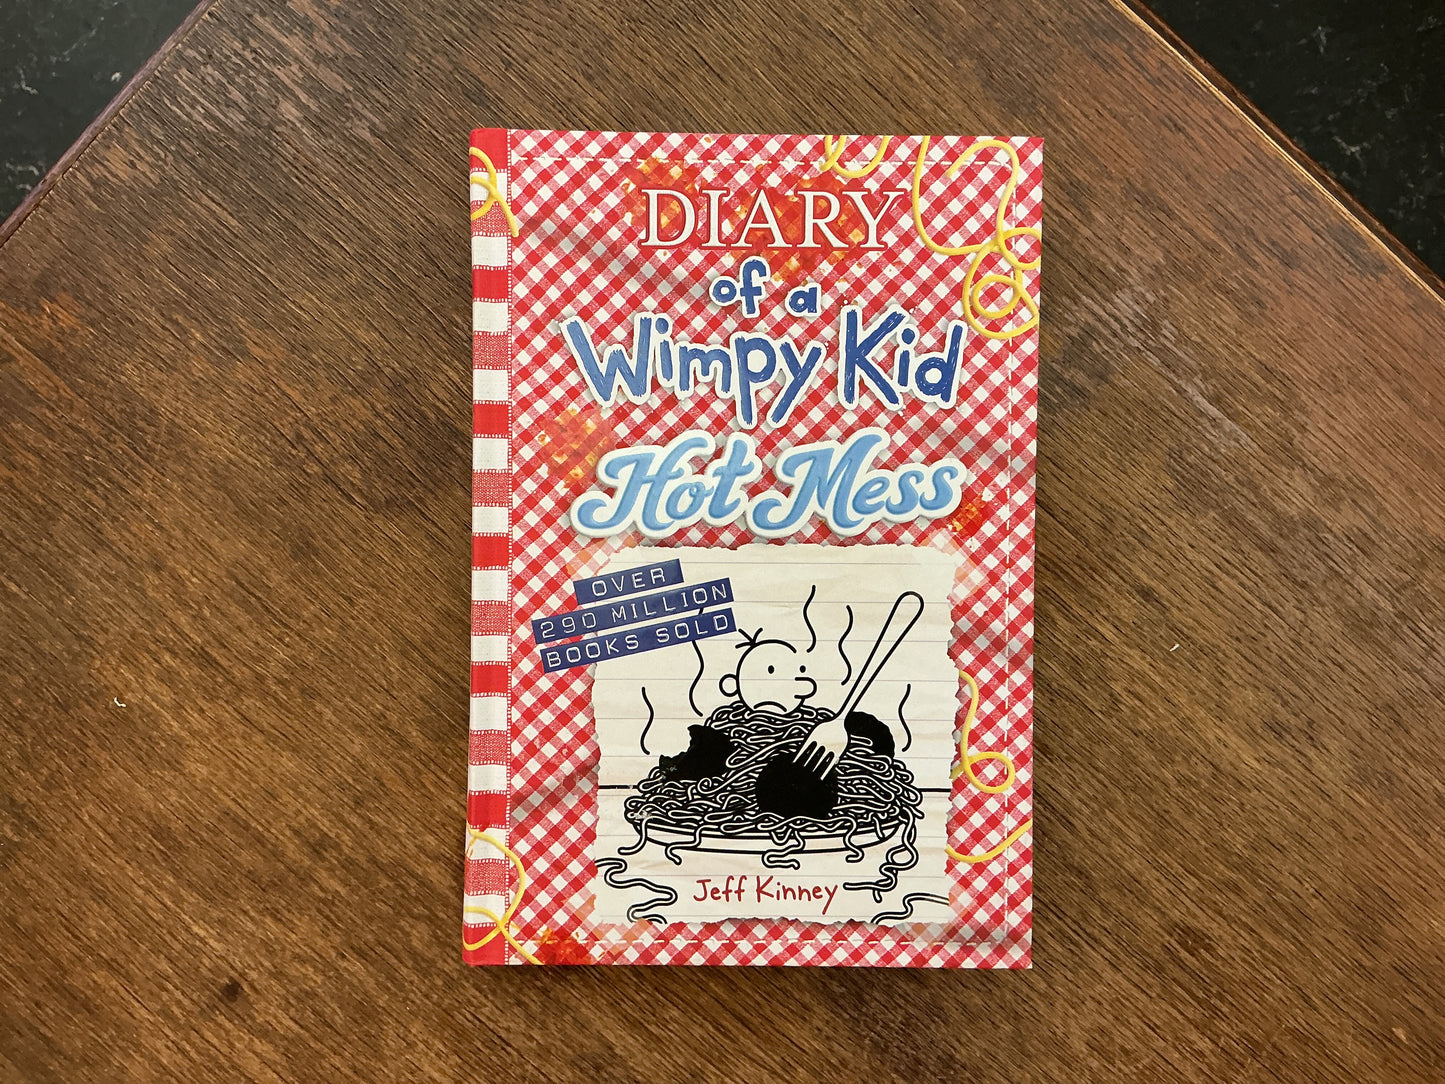 DIARY
of a
Wimpy Kid
Hot Mess
OVER
290 MILLION
BOOKS SOLD
Jeff Kinney